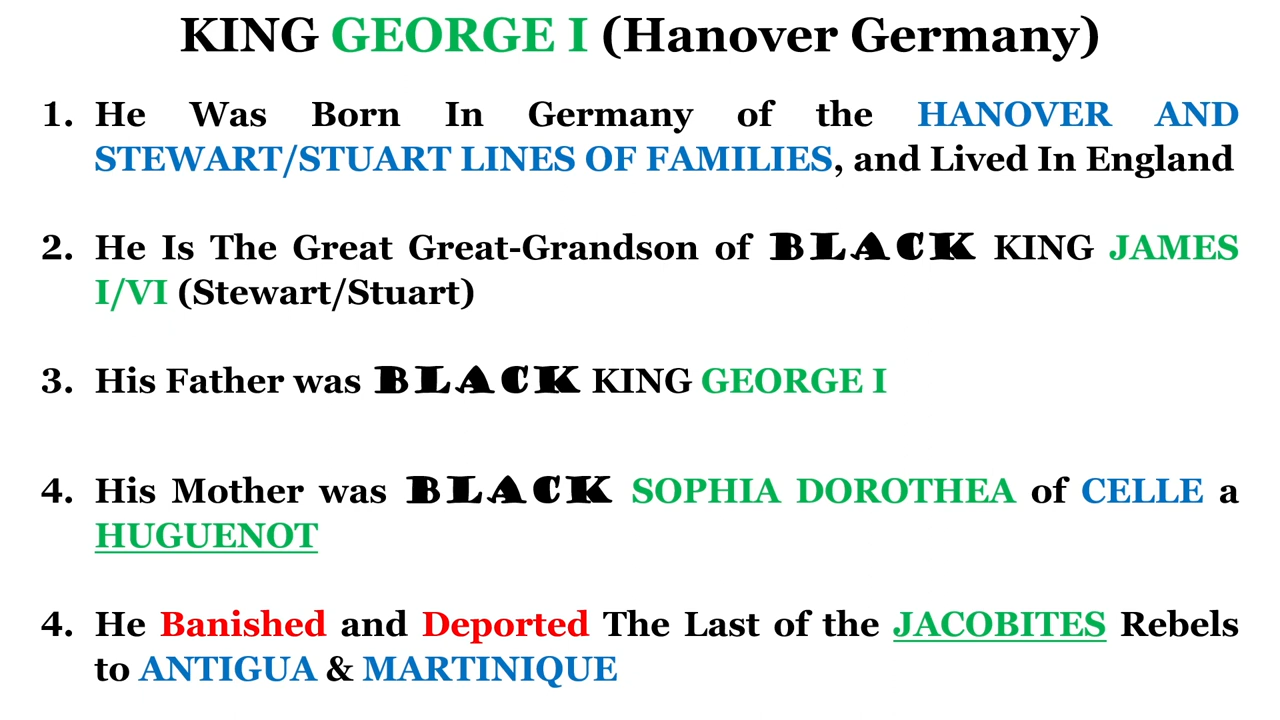 KING GEORGE I (Hanover Germany)
1. He Was Born In Germany of the HANOVER AND
STEWART/STUART LINES OF FAMILIES, and Lived In England
2. He Is The Great Great-Grandson of BLACK KING JAMES
I/VI (Stewart/Stuart)
3. His Father was BLACK KING GEORGE I
4. His Mother was BLACK SOPHIA DOROTHEA of CELLE a
HUGUENOT
4. He Banished and Deported The Last of the JACOBITES Rebels
to ANTIGUA & MARTINIQUE